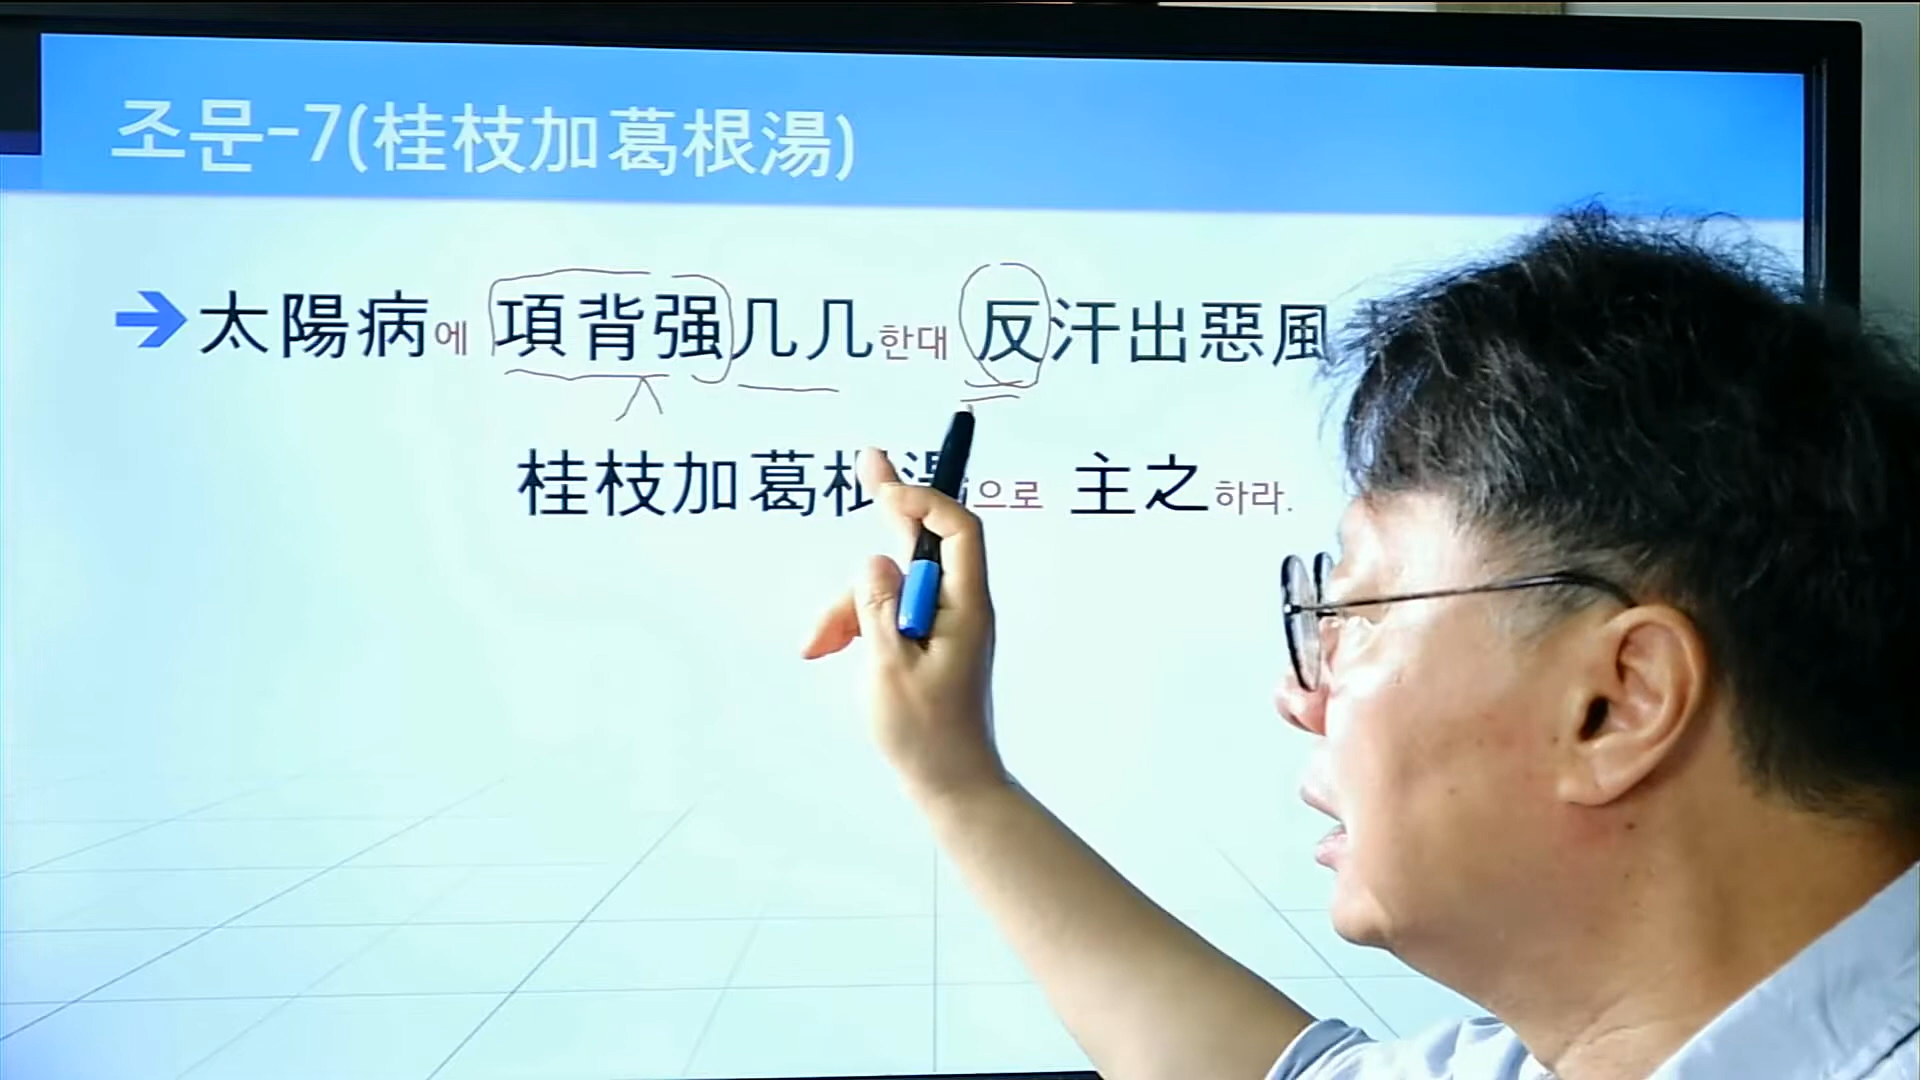 조문-7(桂枝加葛根湯)
太陽病에 項背强几几한대 反汗出惡風
桂枝加葛根湯으로 主之하라.